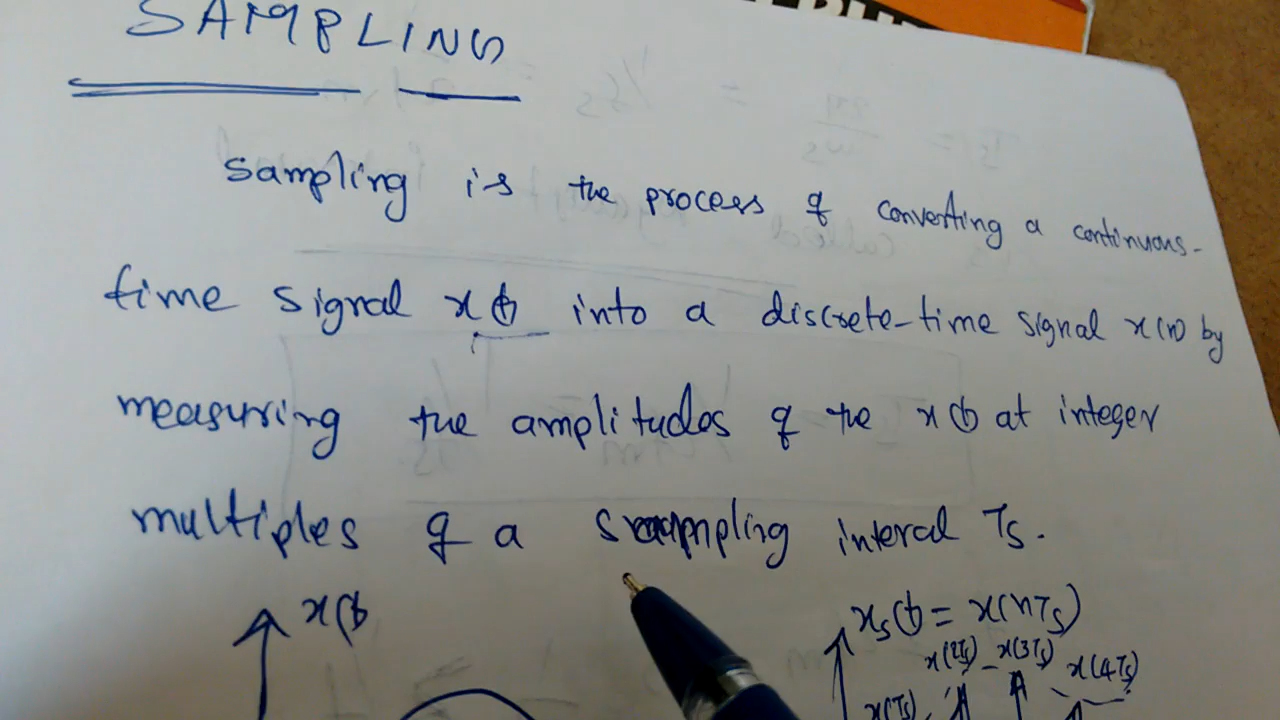 SAMPLING
Sampling is the process of converting a continuous-
time signal x(t) into a discrete-time signal x(n) by
measuring the amplitudes of the x(t) at integer
multiples of a sampling interval Ts.
x(t)
xs(t) = x(nTs)
x(2Ts) x(3Ts) x(4Ts)
x(Ts)